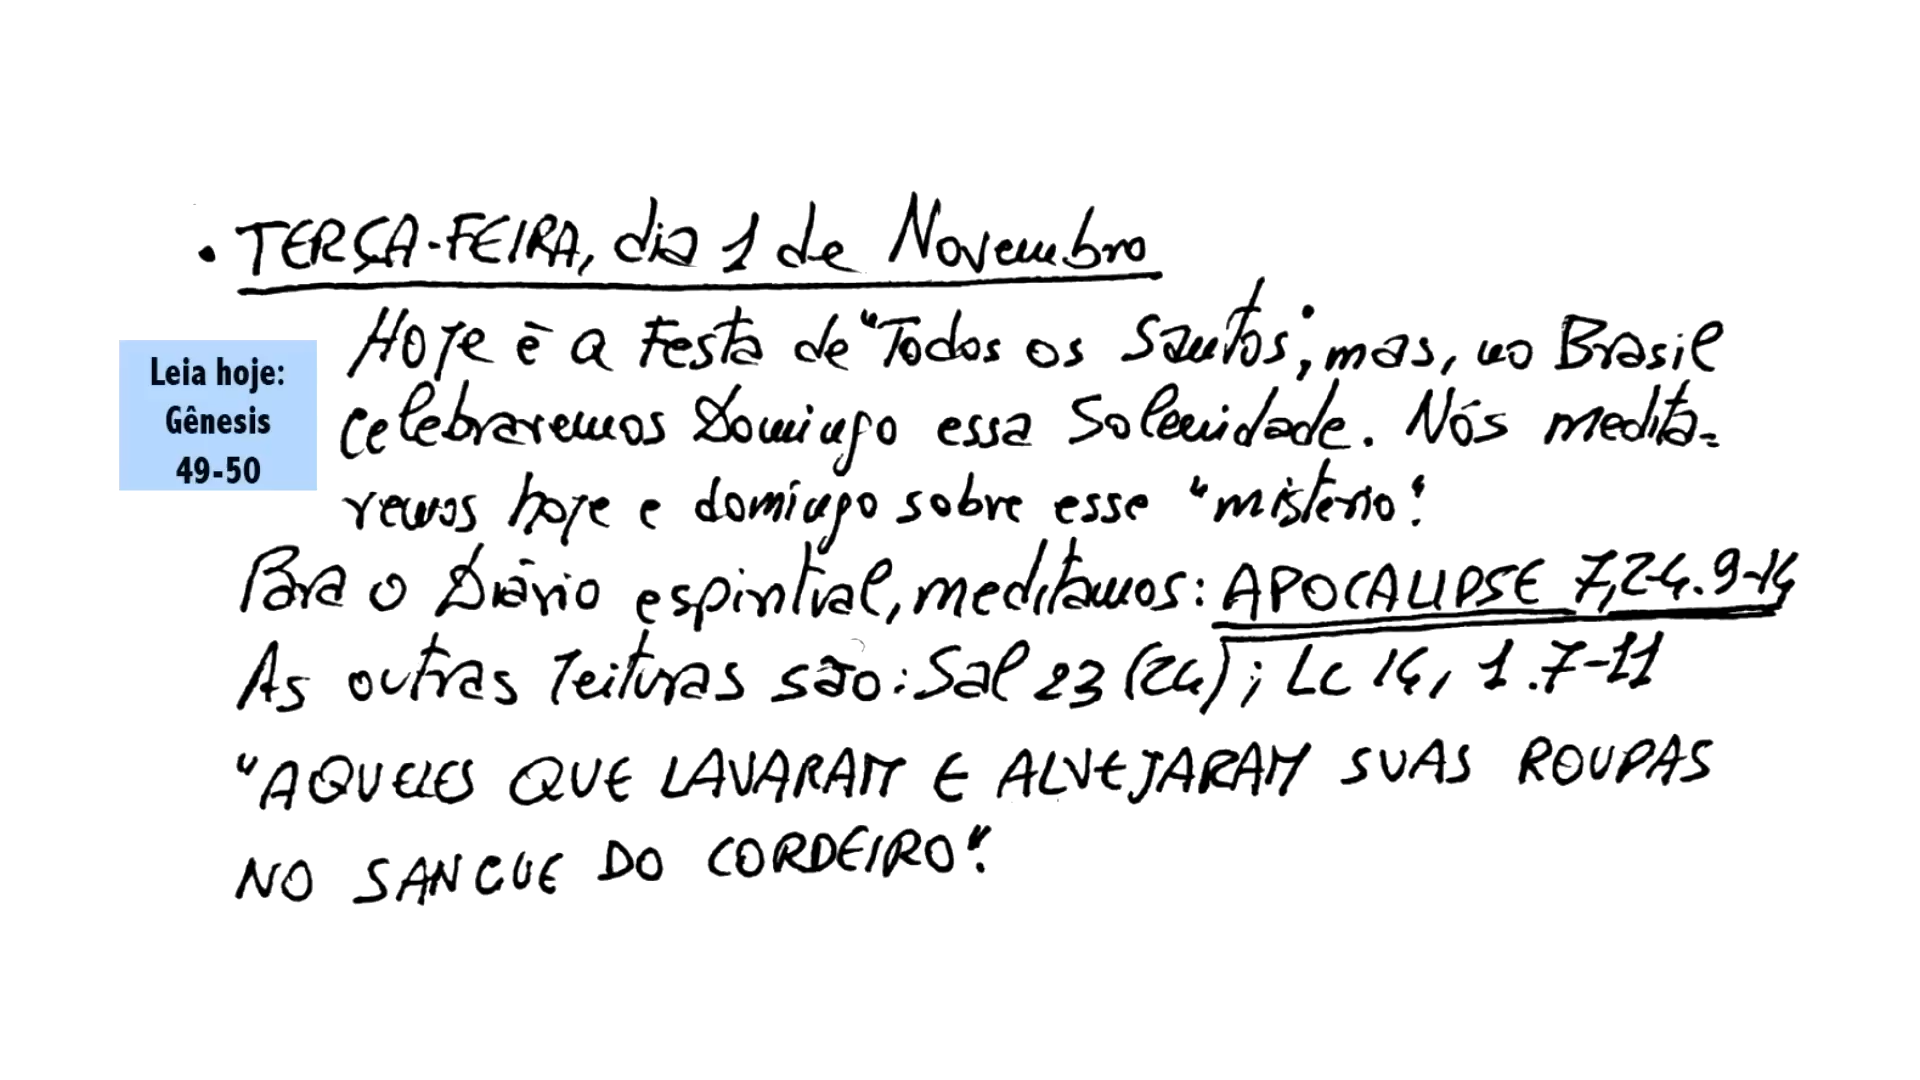 • TERÇA-FEIRA, dia 1 de Novembro
Hoje é a Festa de "Todos os Santos", mas, no Brasil
Leia hoje:
Gênesis
49-50
celebraremos Domingo essa Solenidade. Nós medita-
remos hoje e domingo sobre esse "mistério".
Para o Diário espiritual, meditamos: APOCALIPSE 7,2-4.9-14
As outras leituras são: Sal 23 (24); Lc 14, 1.7-11
"AQUELES QUE LAVARAM E ALVEJARAM SUAS ROUPAS
NO SANGUE DO CORDEIRO".